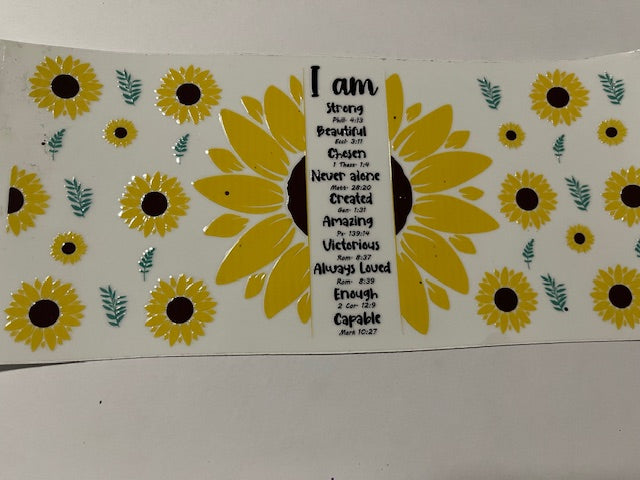 I am
Strong
Phil. 4:13
Beautiful
Eccl. 3:11
Chosen
1 Thess. 1:4
Never alone
Matt. 28:20
Created
Gen. 1:31
Amazing
Ps. 139:14
Victorious
Rom. 8:37
Always Loved
Rom. 8:39
Enough
2 Cor. 12:9
Capable
Mark 10:27